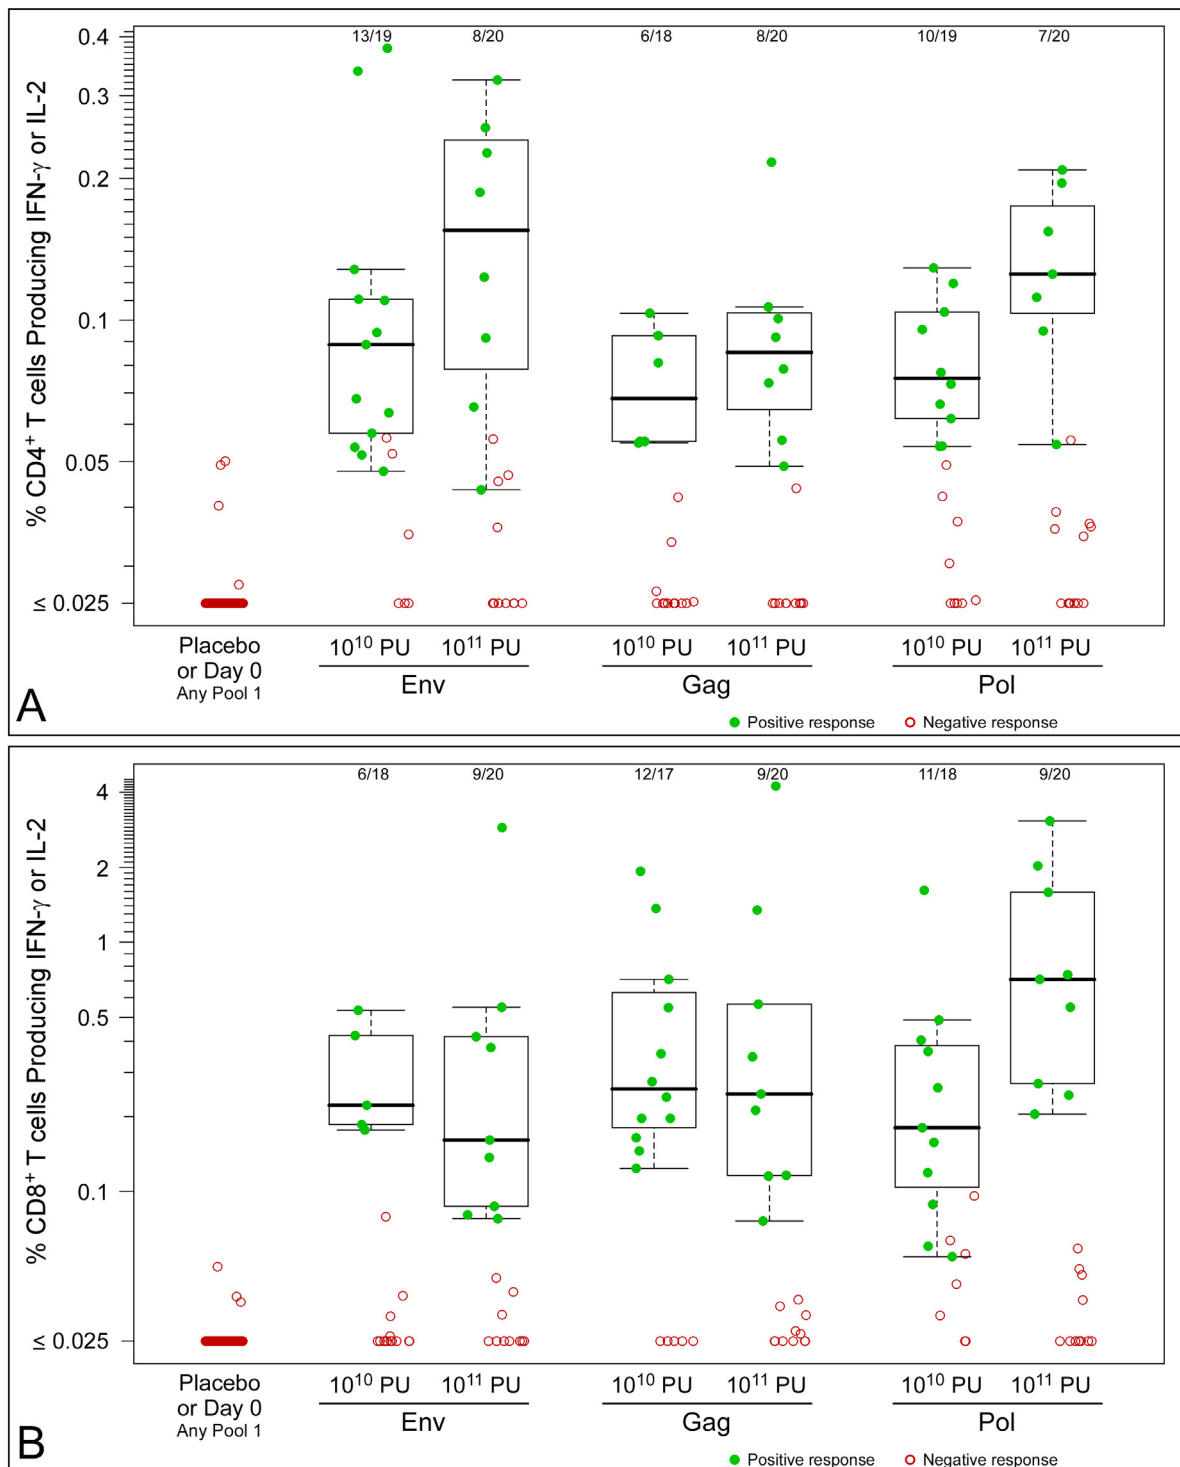 13/19 8/20 6/18 8/20 10/19 7/20
% CD4⁺ T cells Producing IFN-γ or IL-2
0.4
0.3
0.2
0.1
0.05
≤ 0.025
Placebo or Day 0 Any Pool 1
10¹⁰ PU 10¹¹ PU 10¹⁰ PU 10¹¹ PU 10¹⁰ PU 10¹¹ PU
Env Gag Pol
A
Positive response Negative response
6/18 9/20 12/17 9/20 11/18 9/20
% CD8⁺ T cells Producing IFN-γ or IL-2
4
2
1
0.5
0.1
≤ 0.025
Placebo or Day 0 Any Pool 1
10¹⁰ PU 10¹¹ PU 10¹⁰ PU 10¹¹ PU 10¹⁰ PU 10¹¹ PU
Env Gag Pol
B
Positive response Negative response